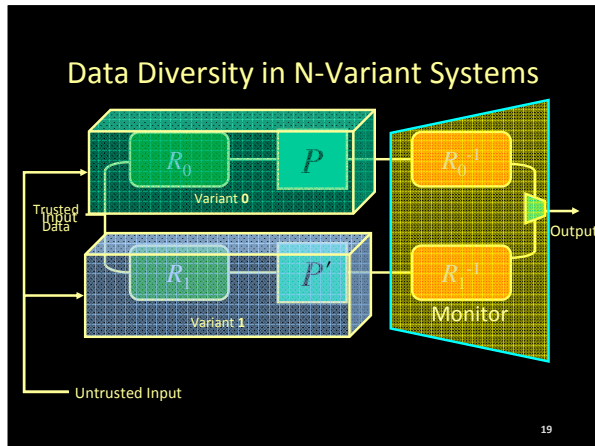 Data Diversity in N-Variant Systems
R₀
P
R₀⁻¹
Variant 0
Trusted
Input
Data
Output
R₁
P′
R₁⁻¹
Monitor
Variant 1
Untrusted Input
19